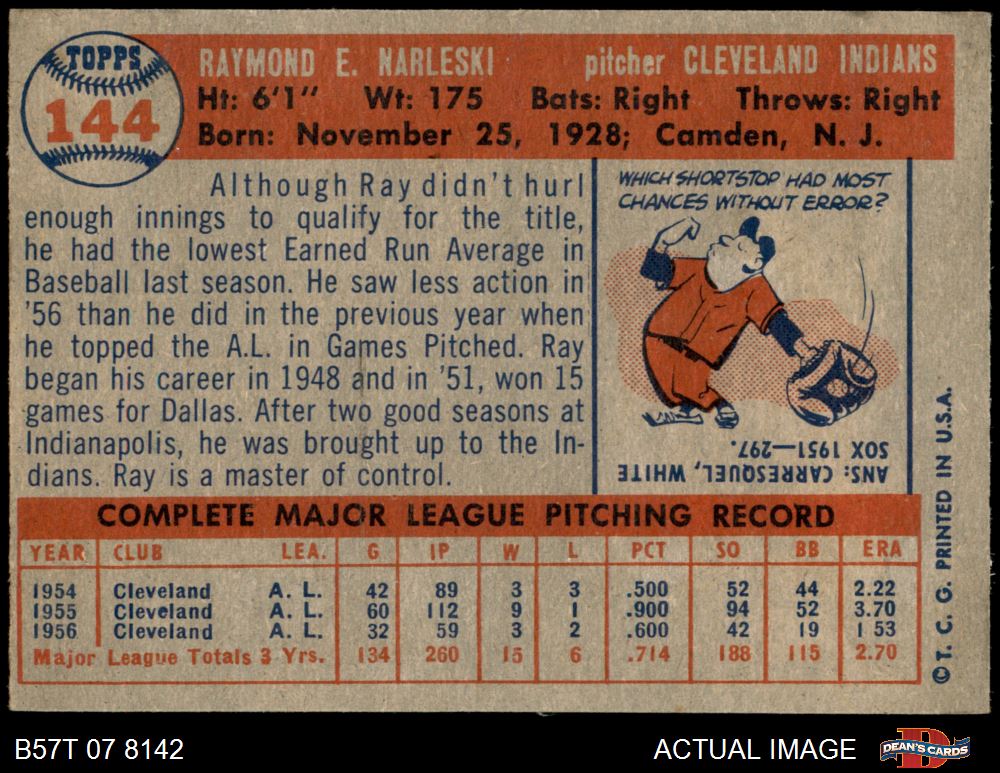 TOPPS
144
RAYMOND E. NARLESKI pitcher CLEVELAND INDIANS
Ht: 6'1" Wt: 175 Bats: Right Throws: Right
Born: November 25, 1928; Camden, N. J.
Although Ray didn't hurl
enough innings to qualify for the title,
he had the lowest Earned Run Average in
Baseball last season. He saw less action in
'56 than he did in the previous year when
he topped the A.L. in Games Pitched. Ray
began his career in 1948 and in '51, won 15
games for Dallas. After two good seasons at
Indianapolis, he was brought up to the In-
dians. Ray is a master of control.
WHICH SHORTSTOP HAD MOST
CHANCES WITHOUT ERROR?
ANS: CARRESQUEL, WHITE
SOX 1951—297.
COMPLETE MAJOR LEAGUE PITCHING RECORD
YEAR CLUB LEA. G IP W L PCT SO BB ERA
1954 Cleveland A. L. 42 89 3 3 .500 52 44 2.22
1955 Cleveland A. L. 60 112 9 1 .900 94 52 3.70
1956 Cleveland A. L. 32 59 3 2 .600 42 19 1 53
Major League Totals 3 Yrs. 134 260 15 6 .714 188 115 2.70
© T. C. G. PRINTED IN U.S.A.
B57T 07 8142 ACTUAL IMAGE DEAN'S CARDS